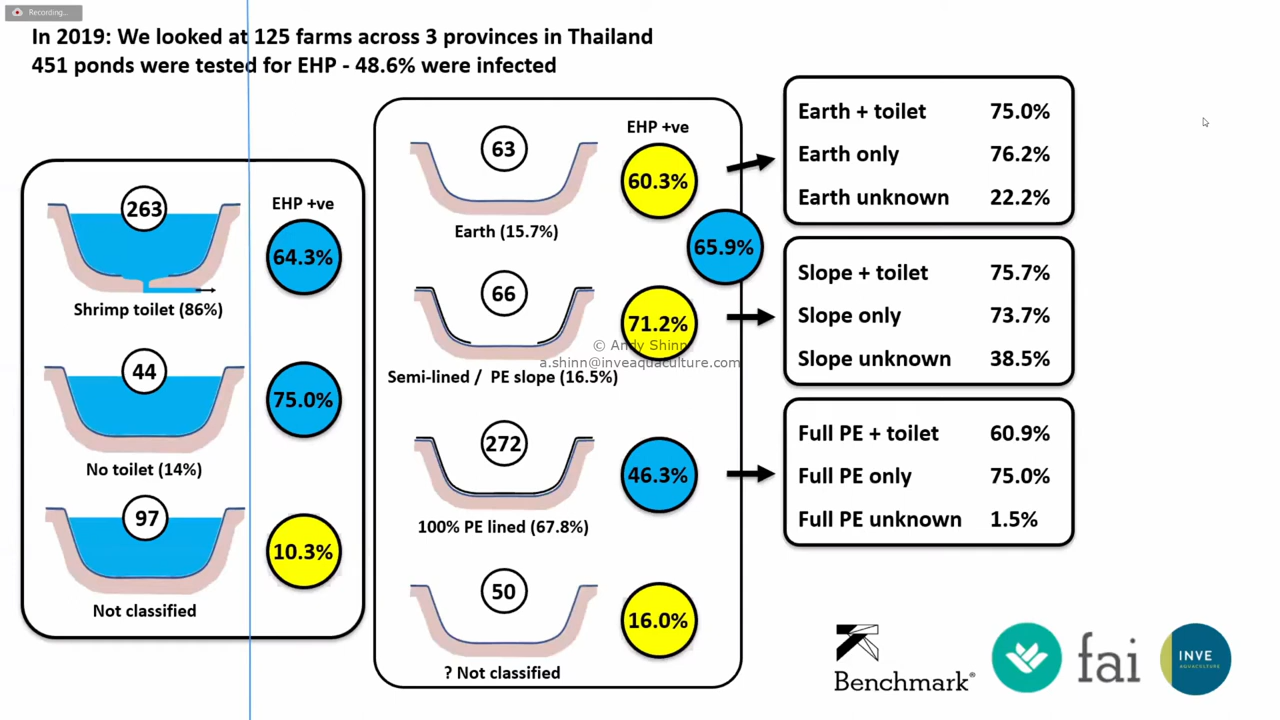 Recording...
In 2019: We looked at 125 farms across 3 provinces in Thailand
451 ponds were tested for EHP - 48.6% were infected
EHP +ve
263
64.3%
Shrimp toilet (86%)
44
75.0%
No toilet (14%)
97
10.3%
Not classified
EHP +ve
63
60.3%
Earth (15.7%)
65.9%
66
71.2%
© Andy Shinn
a.shinn@inveaquaculture.com
Semi-lined / PE slope (16.5%)
272
46.3%
100% PE lined (67.8%)
50
16.0%
? Not classified
Earth + toilet 75.0%
Earth only 76.2%
Earth unknown 22.2%
Slope + toilet 75.7%
Slope only 73.7%
Slope unknown 38.5%
Full PE + toilet 60.9%
Full PE only 75.0%
Full PE unknown 1.5%
Benchmark®
fai
INVE
AQUACULTURE